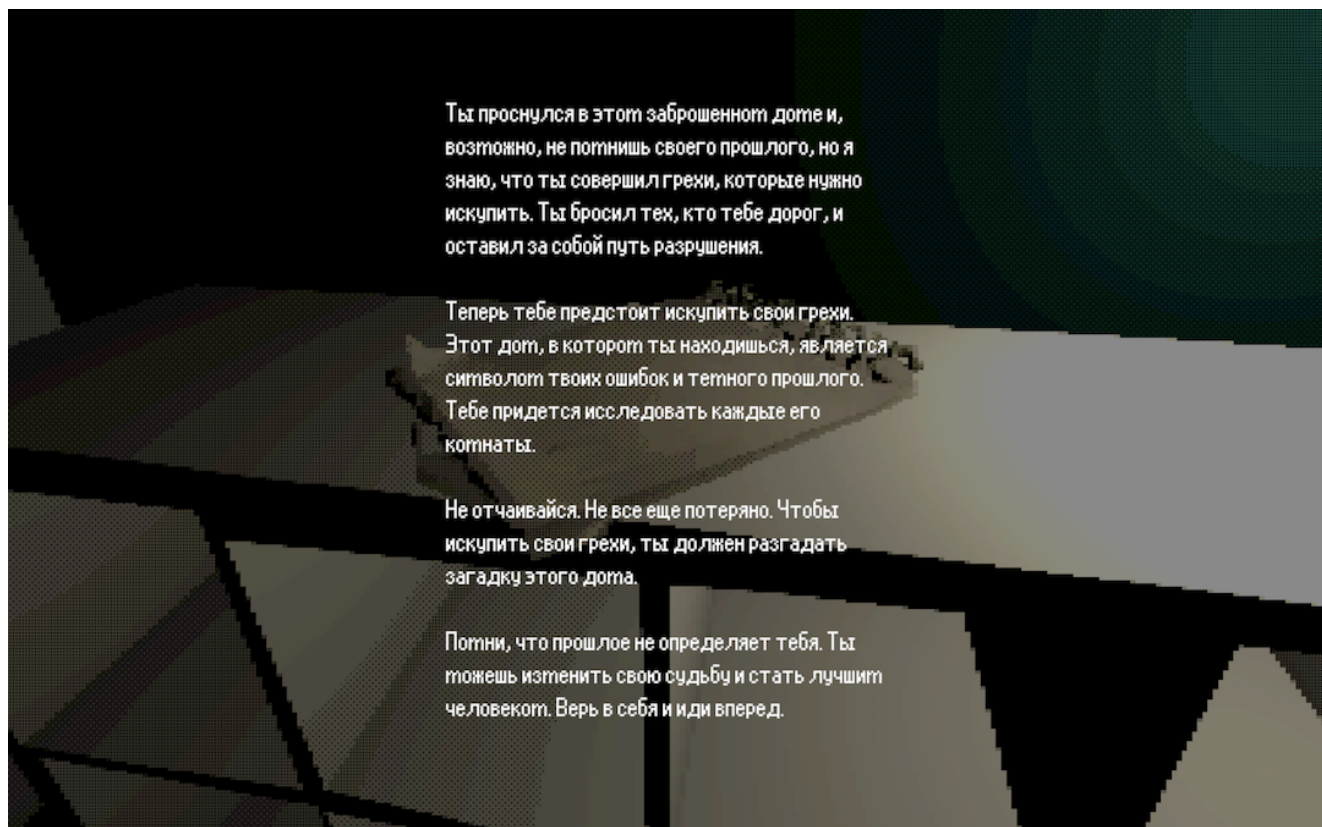 Ты проснулся в этом заброшенном доме и,
возможно, не помнишь своего прошлого, но я
знаю, что ты совершил грехи, которые нужно
искупить. Ты бросил тех, кто тебе дорог, и
оставил за собой путь разрушения.
Теперь тебе предстоит искупить свои грехи.
Этот дом, в котором ты находишься, является
символом твоих ошибок и темного прошлого.
Тебе придется исследовать каждые его
комнаты.
Не отчаивайся. Не все еще потеряно. Чтобы
искупить свои грехи, ты должен разгадать
загадку этого дома.
Помни, что прошлое не определяет тебя. Ты
можешь изменить свою судьбу и стать лучшим
человеком. Верь в себя и иди вперед.